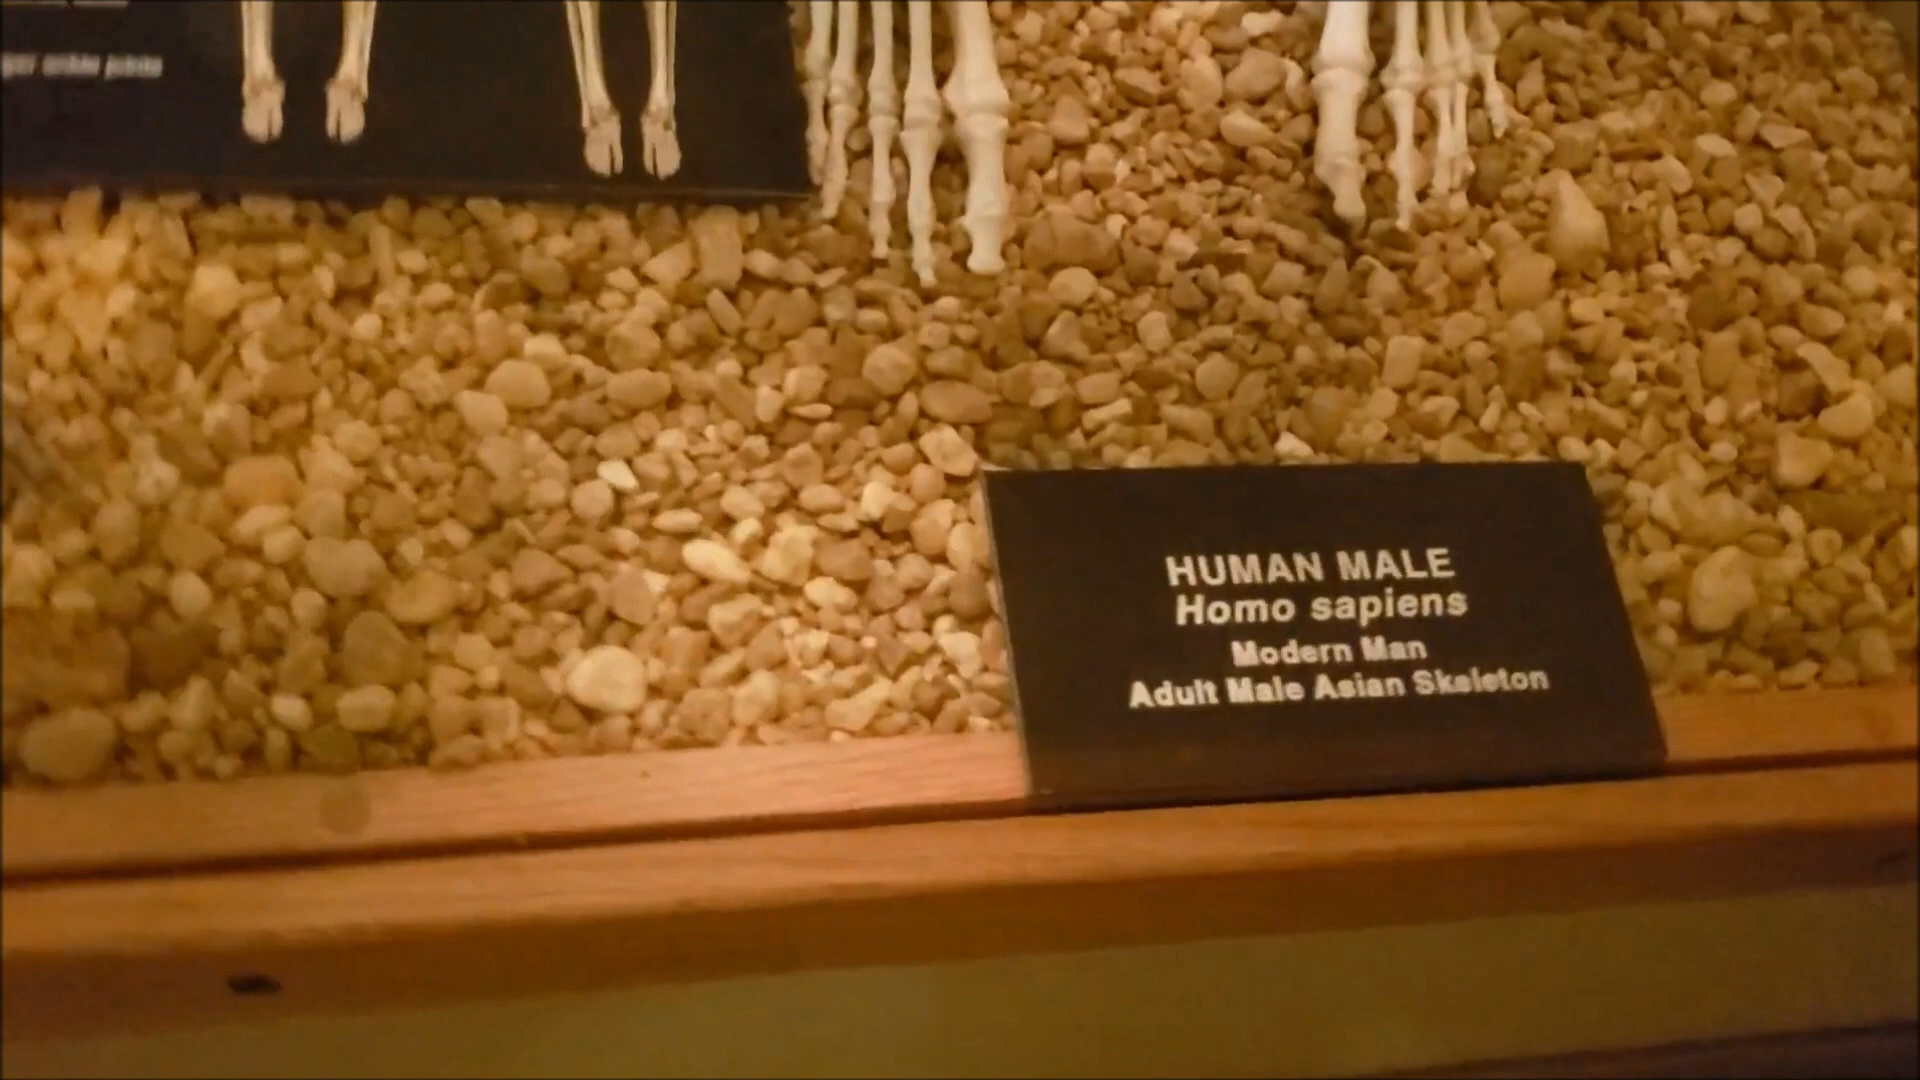 HUMAN MALE
Homo sapiens
Modern Man
Adult Male Asian Skeleton